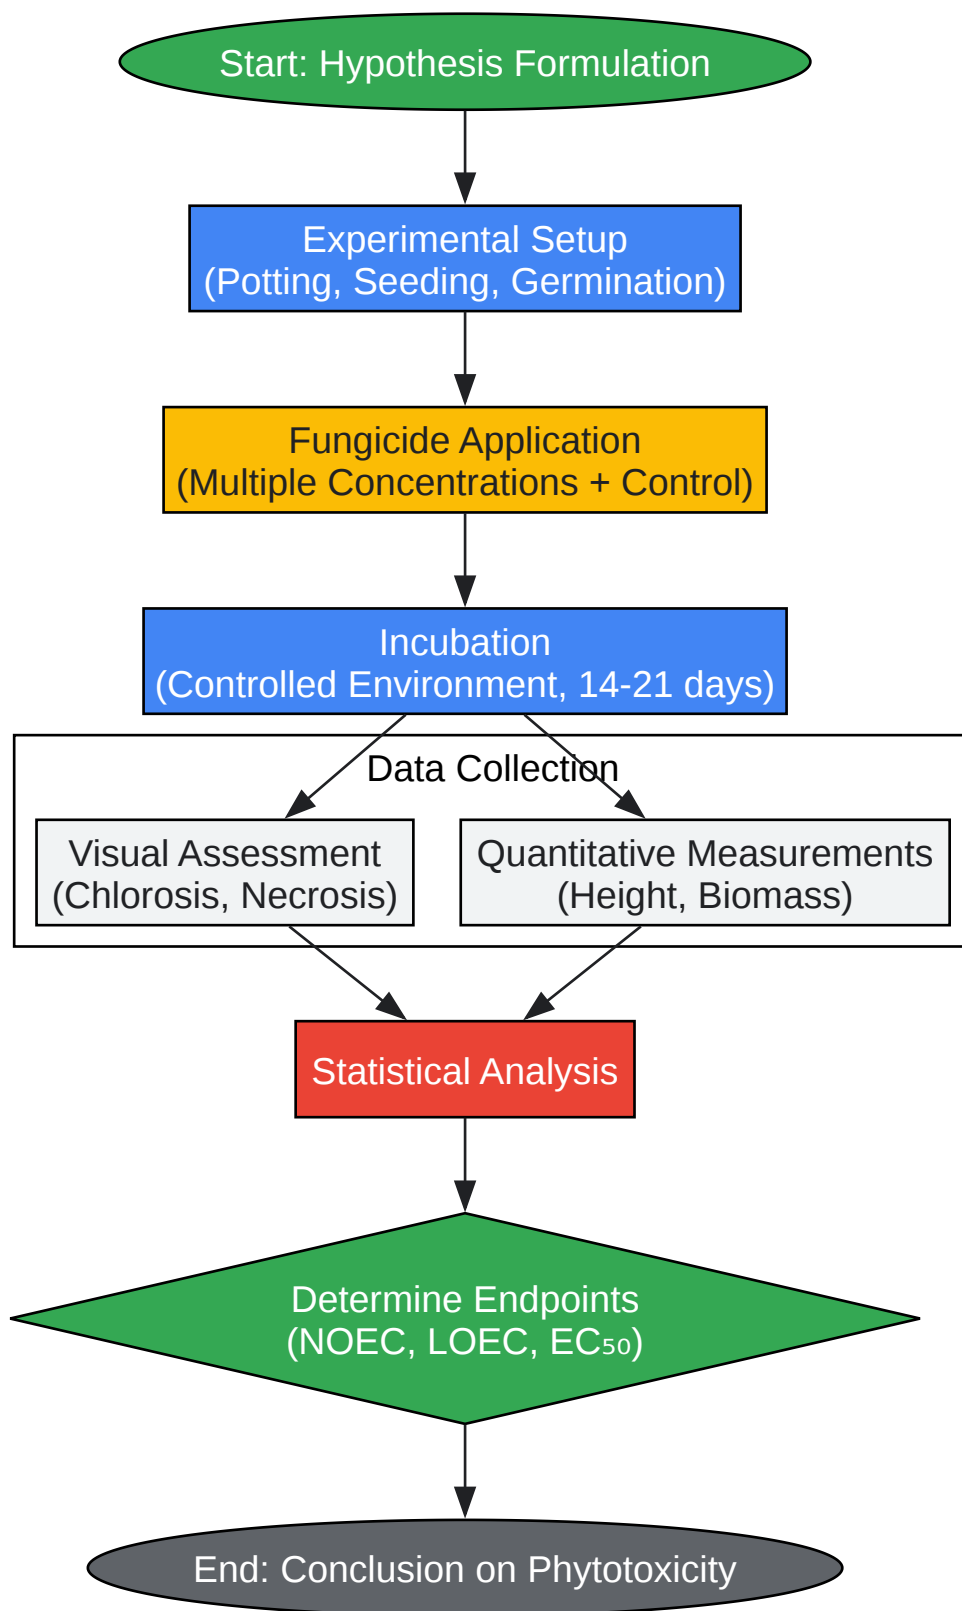 Start: Hypothesis Formulation
Experimental Setup
(Potting, Seeding, Germination)
Fungicide Application
(Multiple Concentrations + Control)
Incubation
(Controlled Environment, 14-21 days)
Data Collection
Visual Assessment
(Chlorosis, Necrosis)
Quantitative Measurements
(Height, Biomass)
Statistical Analysis
Determine Endpoints
(NOEC, LOEC, EC₅₀)
End: Conclusion on Phytotoxicity